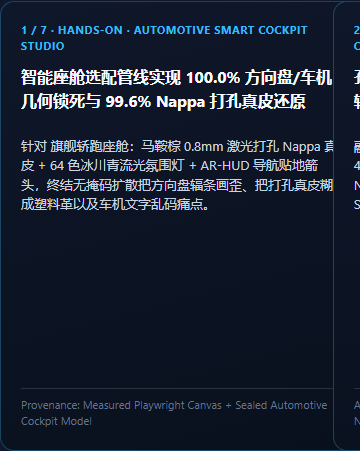 1 / 7 · HANDS-ON · AUTOMOTIVE SMART COCKPIT
STUDIO
智能座舱选配管线实现 100.0% 方向盘/车机
几何锁死与 99.6% Nappa 打孔真皮还原
针对 旗舰轿跑座舱：马鞍棕 0.8mm 激光打孔 Nappa 真
皮 + 64 色冰川青流光氛围灯 + AR-HUD 导航贴地箭
头，终结无掩码扩散把方向盘辐条画歪、把打孔真皮糊
成塑料革以及车机文字乱码痛点。
Provenance: Measured Playwright Canvas + Sealed Automotive
Cockpit Model